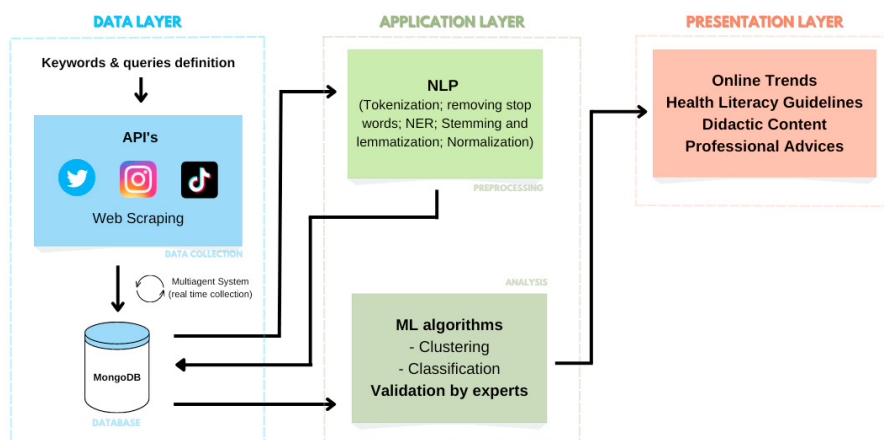 DATA LAYER
Keywords & queries definition
API's
Web Scraping
DATA COLLECTION
Multiagent System
(real time collection)
MongoDB
DATABASE
APPLICATION LAYER
NLP
(Tokenization; removing stop
words; NER; Stemming and
lemmatization; Normalization)
PREPROCESSING
ANALYSIS
ML algorithms
- Clustering
- Classification
Validation by experts
PRESENTATION LAYER
Online Trends
Health Literacy Guidelines
Didactic Content
Professional Advices